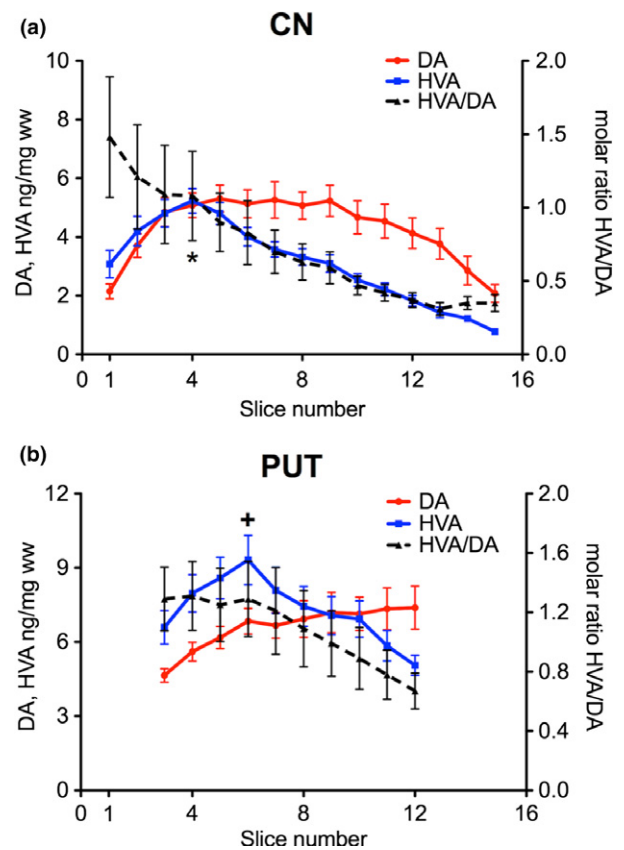 (a)
CN
DA
HVA
HVA/DA
DA, HVA ng/mg ww
10
8
6
4
2
0
molar ratio HVA/DA
2.0
1.5
1.0
0.5
0.0
*
0 1 4 8 12 16
Slice number
(b)
PUT
DA
HVA
HVA/DA
+
DA, HVA ng/mg ww
12
9
6
3
0
molar ratio HVA/DA
2.0
1.6
1.2
0.8
0.4
0.0
0 1 4 8 12 16
Slice number